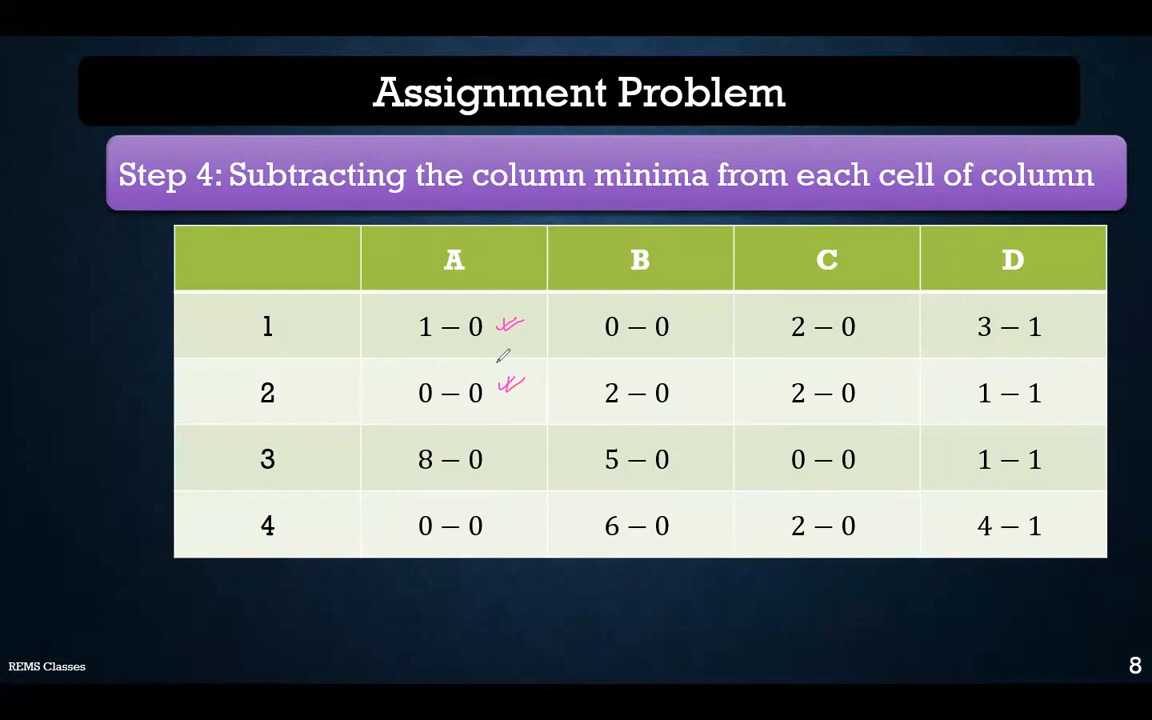 Assignment Problem
Step 4: Subtracting the column minima from each cell of column
A B C D
1 1 − 0 0 − 0 2 − 0 3 − 1
2 0 − 0 2 − 0 2 − 0 1 − 1
3 8 − 0 5 − 0 0 − 0 1 − 1
4 0 − 0 6 − 0 2 − 0 4 − 1
REMS Classes 8